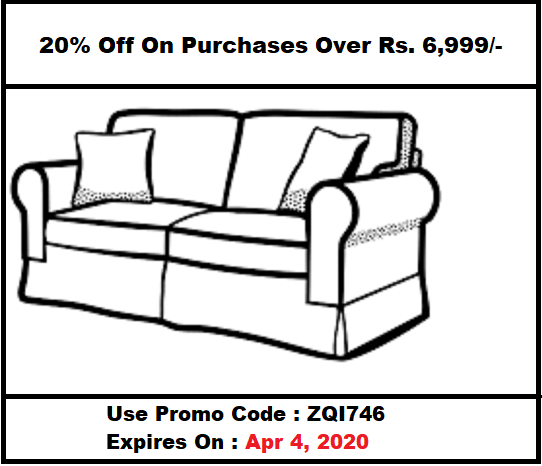 20% Off On Purchases Over Rs. 6,999/-
Use Promo Code : ZQI746
Expires On : Apr 4, 2020